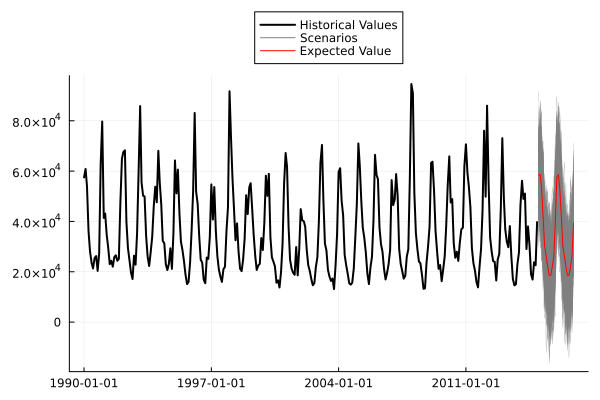 Historical Values
Scenarios
Expected Value
8.0×10⁴
6.0×10⁴
4.0×10⁴
2.0×10⁴
0
1990-01-01 1997-01-01 2004-01-01 2011-01-01